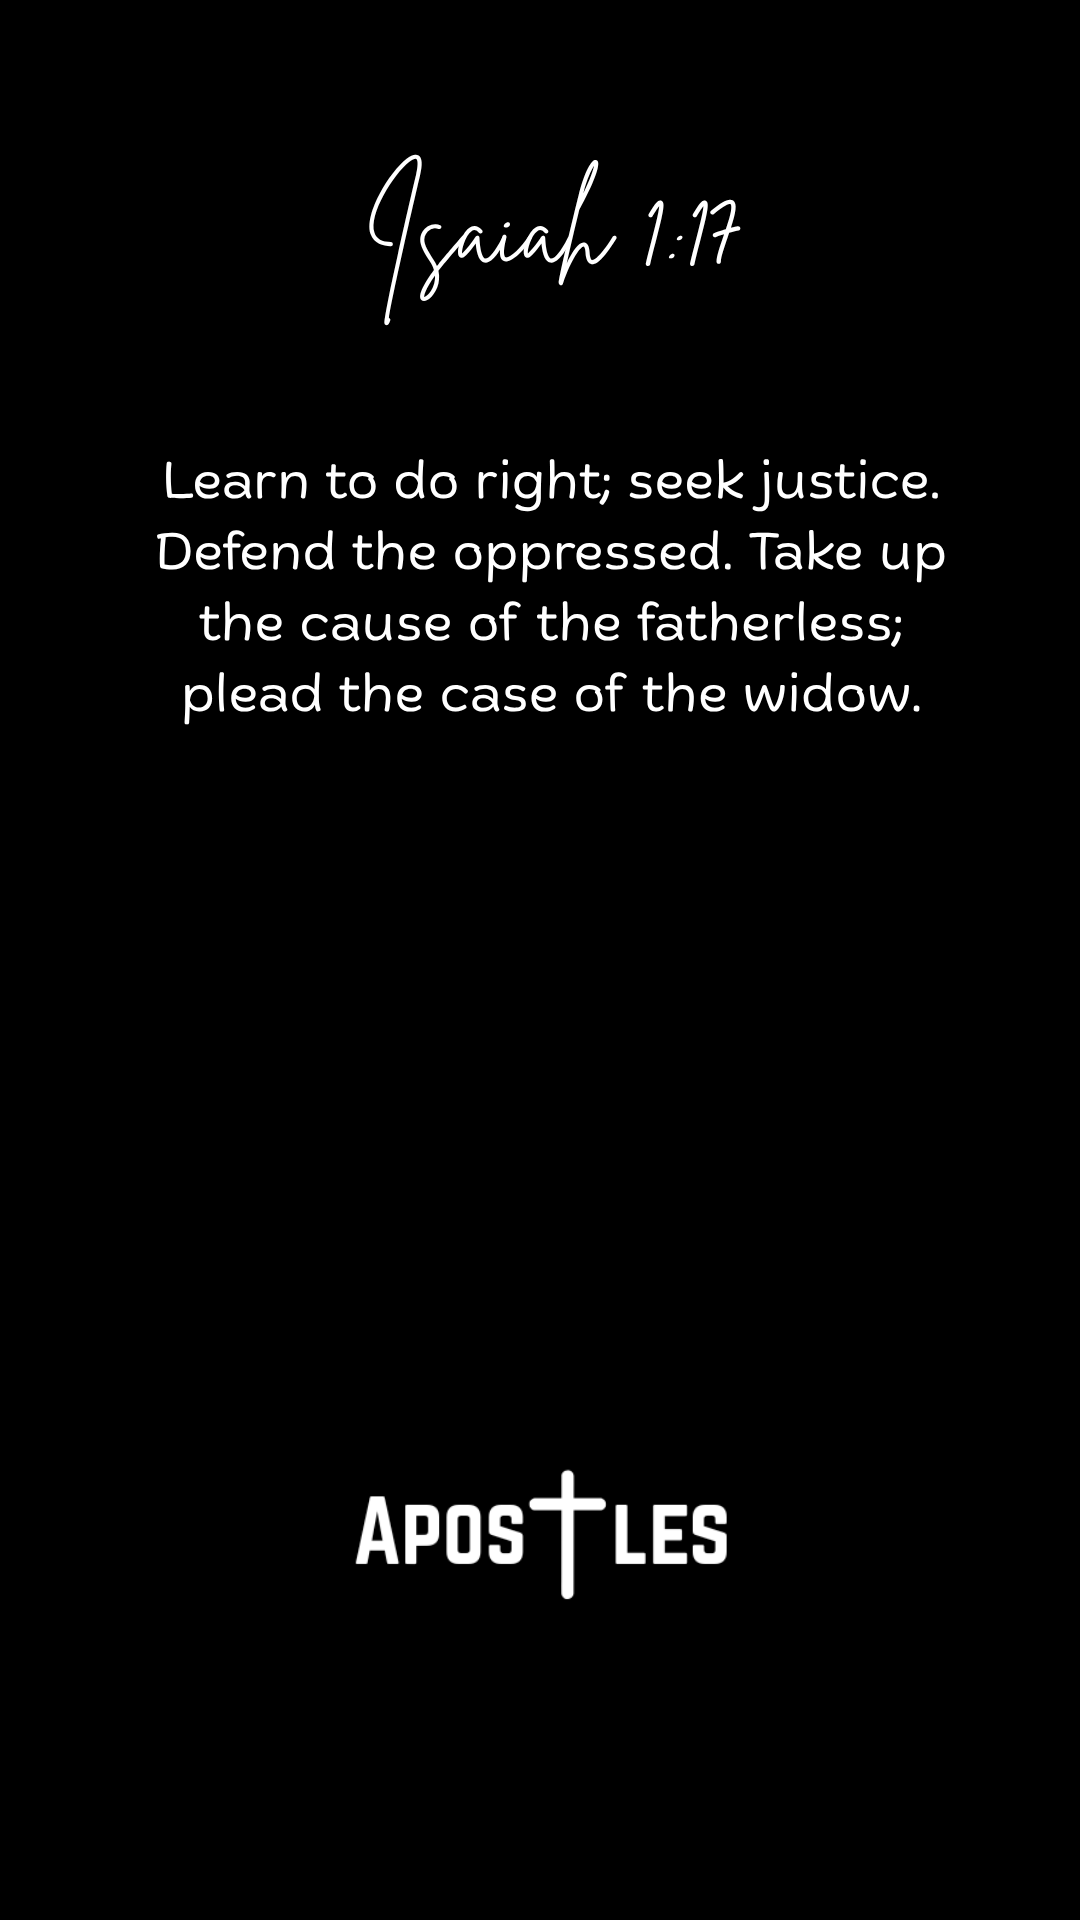 Isaiah 1:17
Learn to do right; seek justice.
Defend the oppressed. Take up
the cause of the fatherless;
plead the case of the widow.
APOSTLES